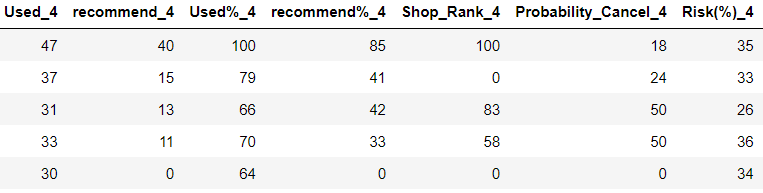 Used_4 recommend_4 Used%_4 recommend%_4 Shop_Rank_4 Probability_Cancel_4 Risk(%)_4
47 40 100 85 100 18 35
37 15 79 41 0 24 33
31 13 66 42 83 50 26
33 11 70 33 58 50 36
30 0 64 0 0 0 34